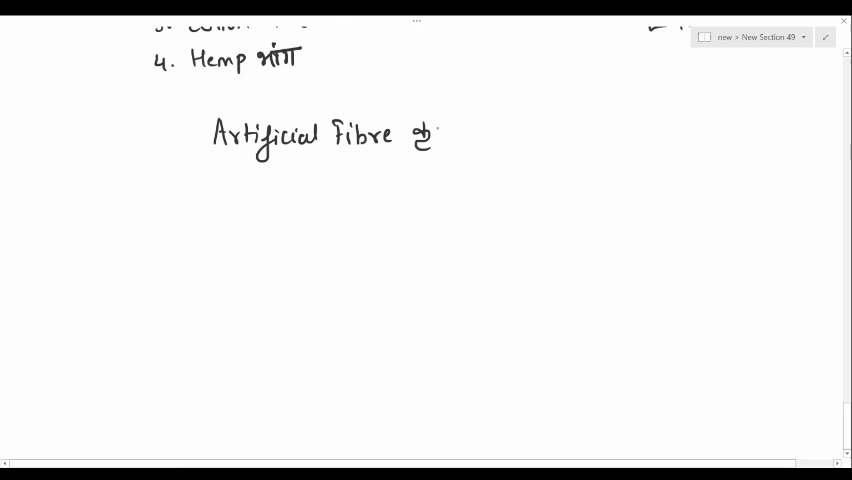 new > New Section 49
4. Hemp भांग
Artificial Fibre कृ